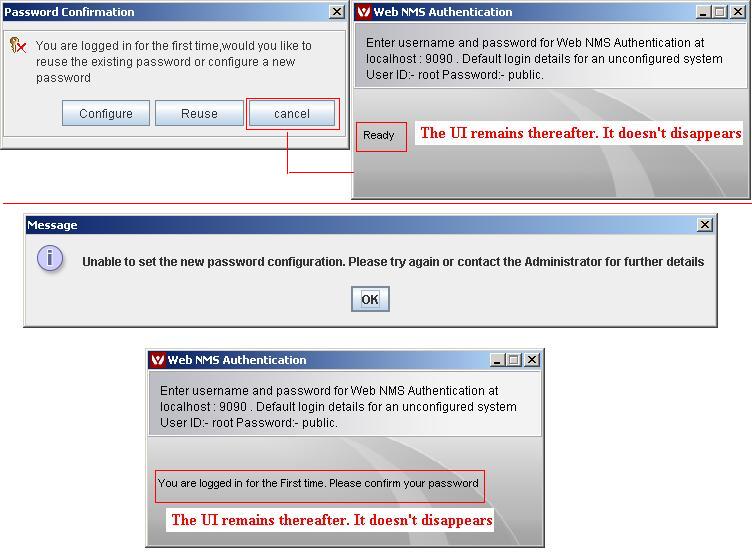 Password Confirmation
You are logged in for the first time,would you like to
reuse the existing password or configure a new
password
Configure
Reuse
cancel
Web NMS Authentication
Enter username and password for Web NMS Authentication at
localhost : 9090 . Default login details for an unconfigured system
User ID:- root Password:- public.
Ready
The UI remains thereafter. It doesn't disappears
Message
Unable to set the new password configuration. Please try again or contact the Administrator for further details
OK
Web NMS Authentication
Enter username and password for Web NMS Authentication at
localhost : 9090 . Default login details for an unconfigured system
User ID:- root Password:- public.
You are logged in for the First time. Please confirm your password
The UI remains thereafter. It doesn't disappears